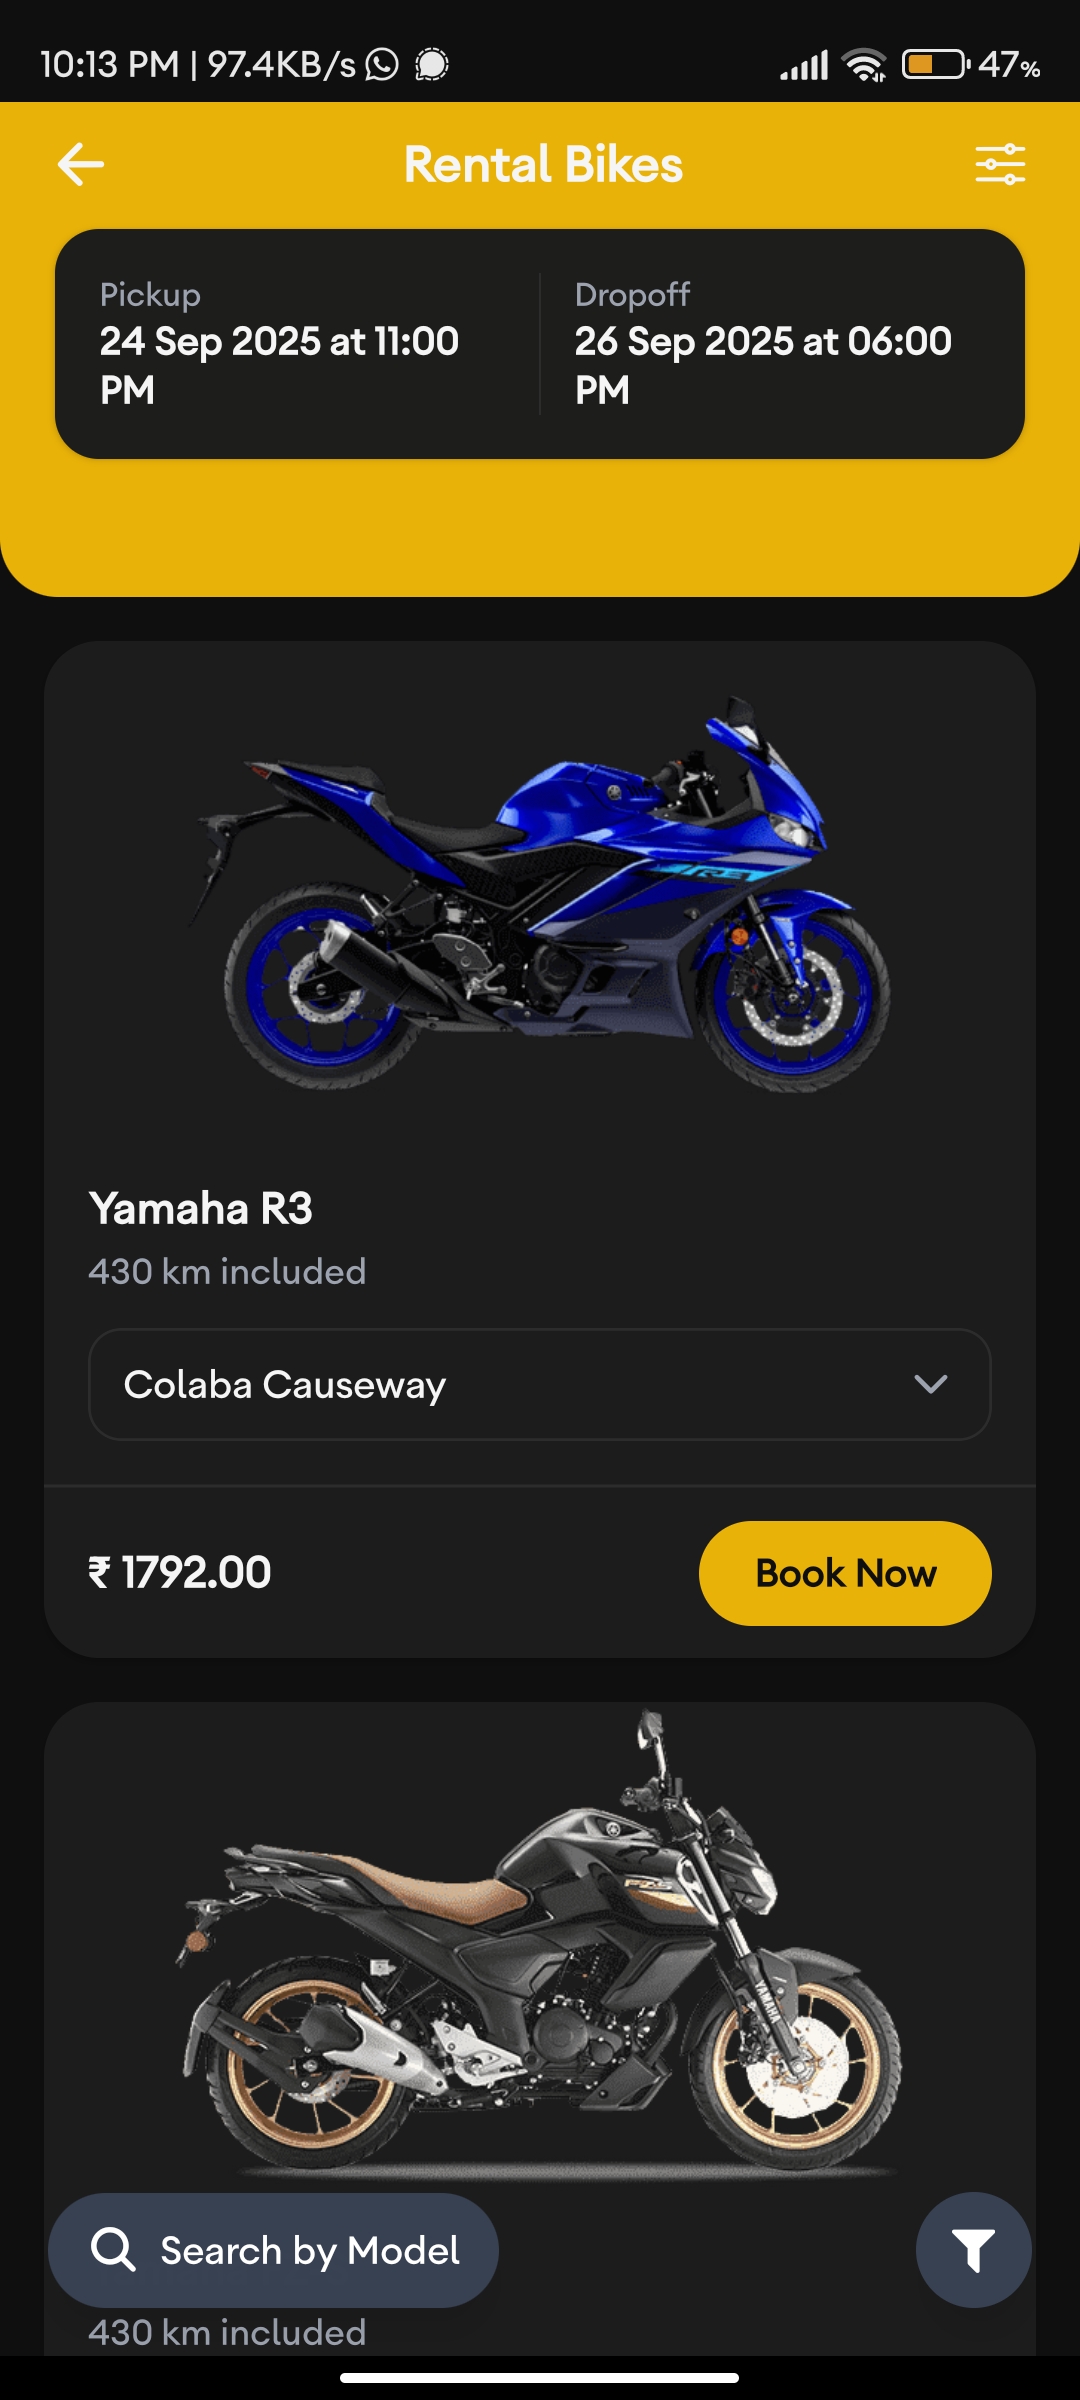 10:13 PM | 97.4KB/s
47%
Rental Bikes
Pickup
24 Sep 2025 at 11:00
PM
Dropoff
26 Sep 2025 at 06:00
PM
Yamaha R3
430 km included
Colaba Causeway
₹ 1792.00
Book Now
YAMAHA
Search by Model
430 km included